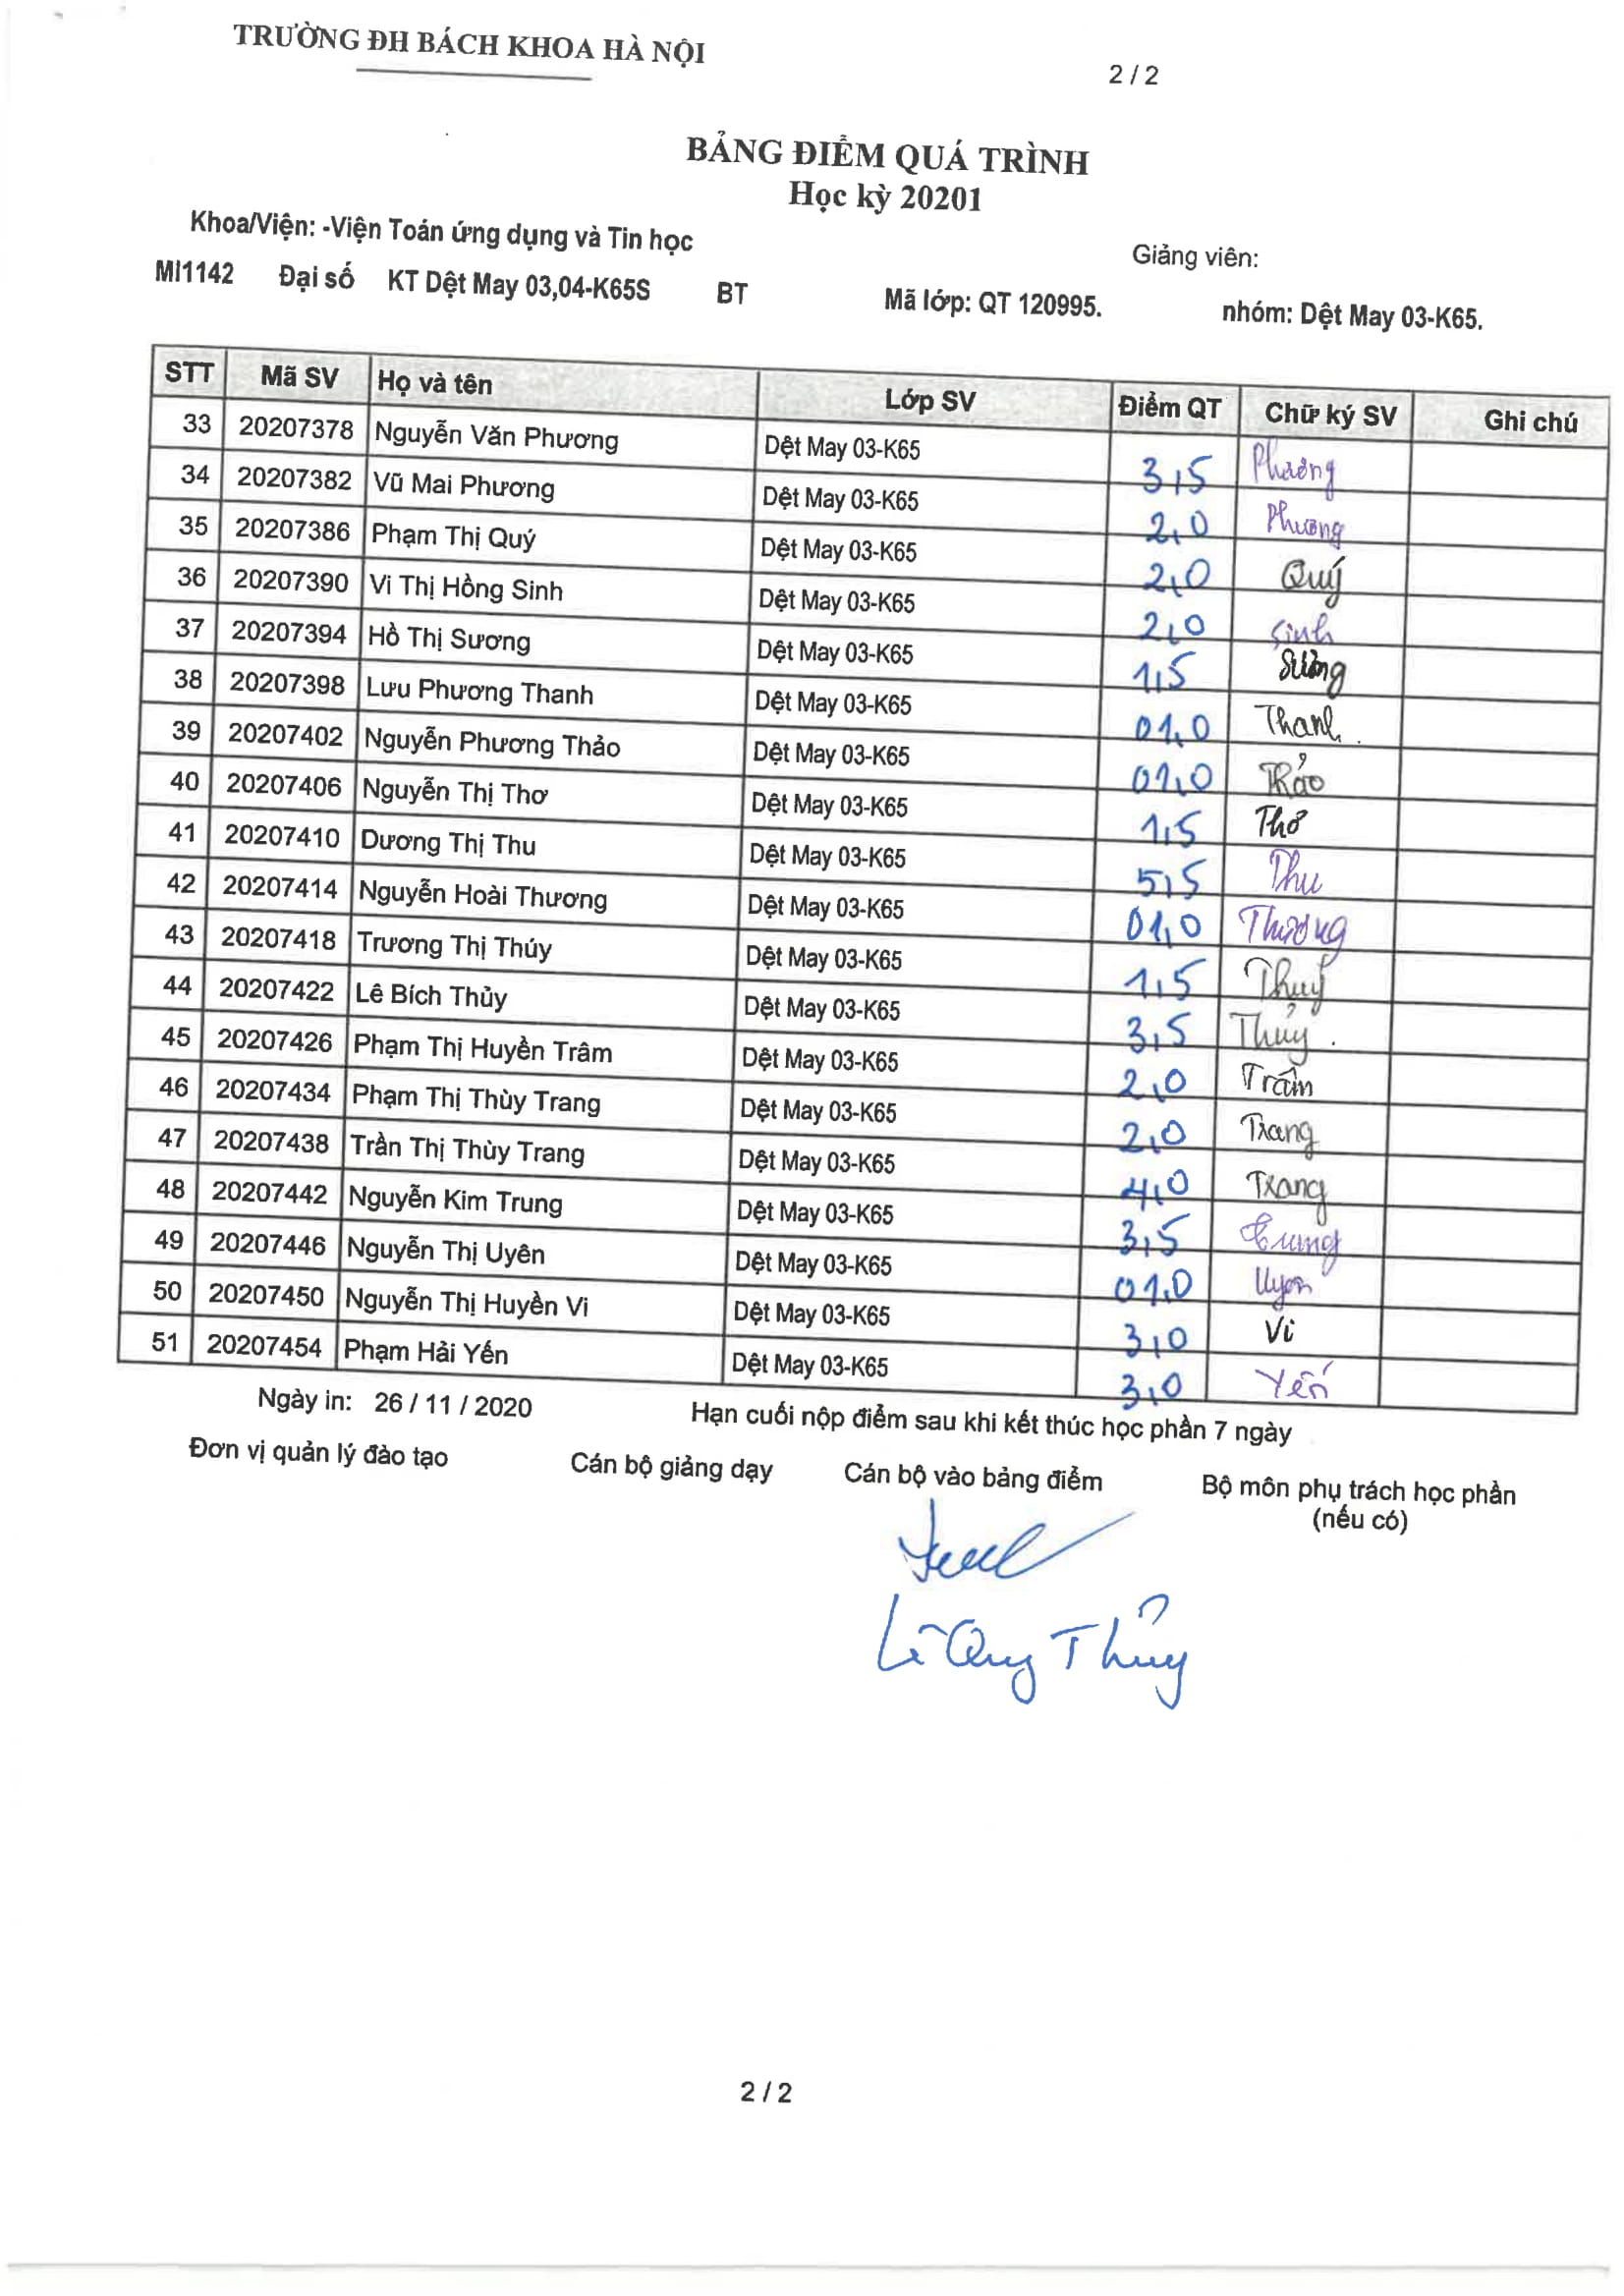 TRƯỜNG ĐH BÁCH KHOA HÀ NỘI
2 / 2
BẢNG ĐIỂM QUÁ TRÌNH
Học kỳ 20201
Khoa/Viện: -Viện Toán ứng dụng và Tin học
Giảng viên:
MI1142 Đại số KT Dệt May 03,04-K65S BT Mã lớp: QT 120995. nhóm: Dệt May 03-K65.
STT Mã SV Họ và tên Lớp SV Điểm QT Chữ ký SV Ghi chú
33 20207378 Nguyễn Văn Phương Dệt May 03-K65 3,5 Phương
34 20207382 Vũ Mai Phương Dệt May 03-K65 2,0 Phương
35 20207386 Phạm Thị Quý Dệt May 03-K65 2,0 Quý
36 20207390 Vi Thị Hồng Sinh Dệt May 03-K65 2,0 Sinh
37 20207394 Hồ Thị Sương Dệt May 03-K65 1,5 Sương
38 20207398 Lưu Phương Thanh Dệt May 03-K65 01,0 Thanh
39 20207402 Nguyễn Phương Thảo Dệt May 03-K65 01,0 Thảo
40 20207406 Nguyễn Thị Thơ Dệt May 03-K65 1,5 Thơ
41 20207410 Dương Thị Thu Dệt May 03-K65 5,5 Thu
42 20207414 Nguyễn Hoài Thương Dệt May 03-K65 01,0 Thương
43 20207418 Trương Thị Thúy Dệt May 03-K65 1,5 Thuý
44 20207422 Lê Bích Thủy Dệt May 03-K65 3,5 Thủy
45 20207426 Phạm Thị Huyền Trâm Dệt May 03-K65 2,0 Trâm
46 20207434 Phạm Thị Thùy Trang Dệt May 03-K65 2,0 Trang
47 20207438 Trần Thị Thùy Trang Dệt May 03-K65 4,0 Trang
48 20207442 Nguyễn Kim Trung Dệt May 03-K65 3,5 Trung
49 20207446 Nguyễn Thị Uyên Dệt May 03-K65 01,0 Uyên
50 20207450 Nguyễn Thị Huyền Vi Dệt May 03-K65 3,0 Vi
51 20207454 Phạm Hải Yến Dệt May 03-K65 3,0 Yến
Ngày in: 26 / 11 / 2020 Hạn cuối nộp điểm sau khi kết thúc học phần 7 ngày
Đơn vị quản lý đào tạo Cán bộ giảng dạy Cán bộ vào bảng điểm Bộ môn phụ trách học phần
(nếu có)
Lê Quang Thủy
2 / 2